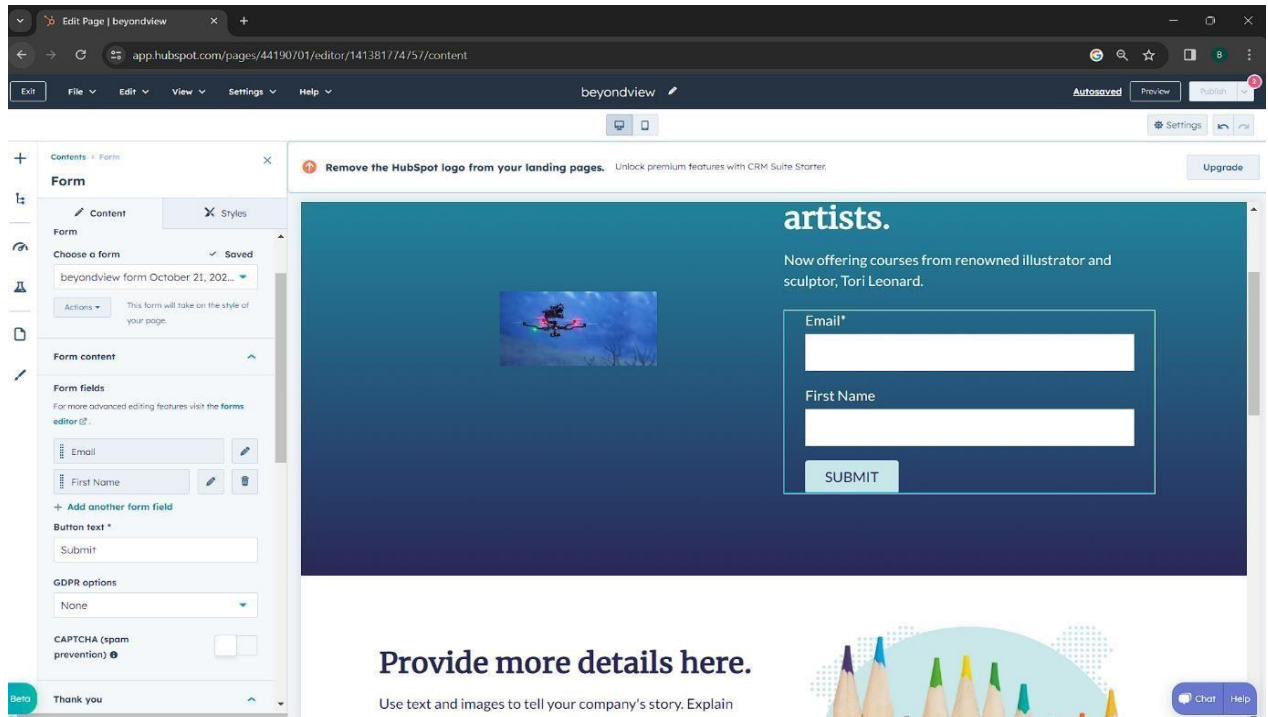 Edit Page | beyondview
app.hubspot.com/pages/44190701/editor/141381774757/content
B
Exit File Edit View Settings Help
beyondview
Autosaved Preview Publish 2
Settings
Contents > Form
Form
Content Styles
Form
Choose a form Saved
beyondview form October 21, 202...
Actions This form will take on the style of
your page.
Form content
Form fields
For more advanced editing features visit the forms
editor .
Email
First Name
+ Add another form field
Button text *
Submit
GDPR options
None
CAPTCHA (spam
prevention)
Thank you
Beta
Remove the HubSpot logo from your landing pages. Unlock premium features with CRM Suite Starter.
Upgrade
artists.
Now offering courses from renowned illustrator and
sculptor, Tori Leonard.
Email*
First Name
SUBMIT
Provide more details here.
Use text and images to tell your company's story. Explain
Chat Help